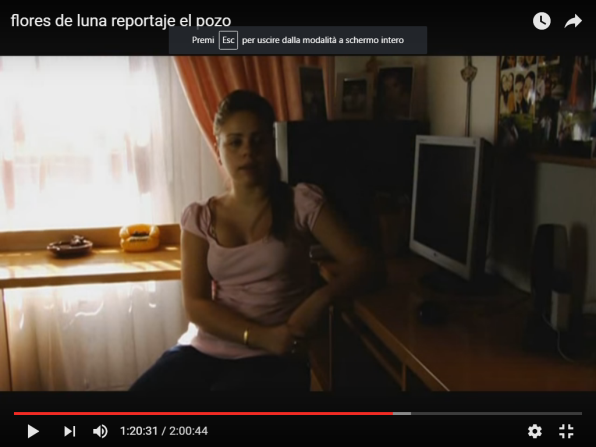 flores de luna reportaje el pozo
Premi Esc per uscire dalla modalità a schermo intero
1:20:31 / 2:00:44